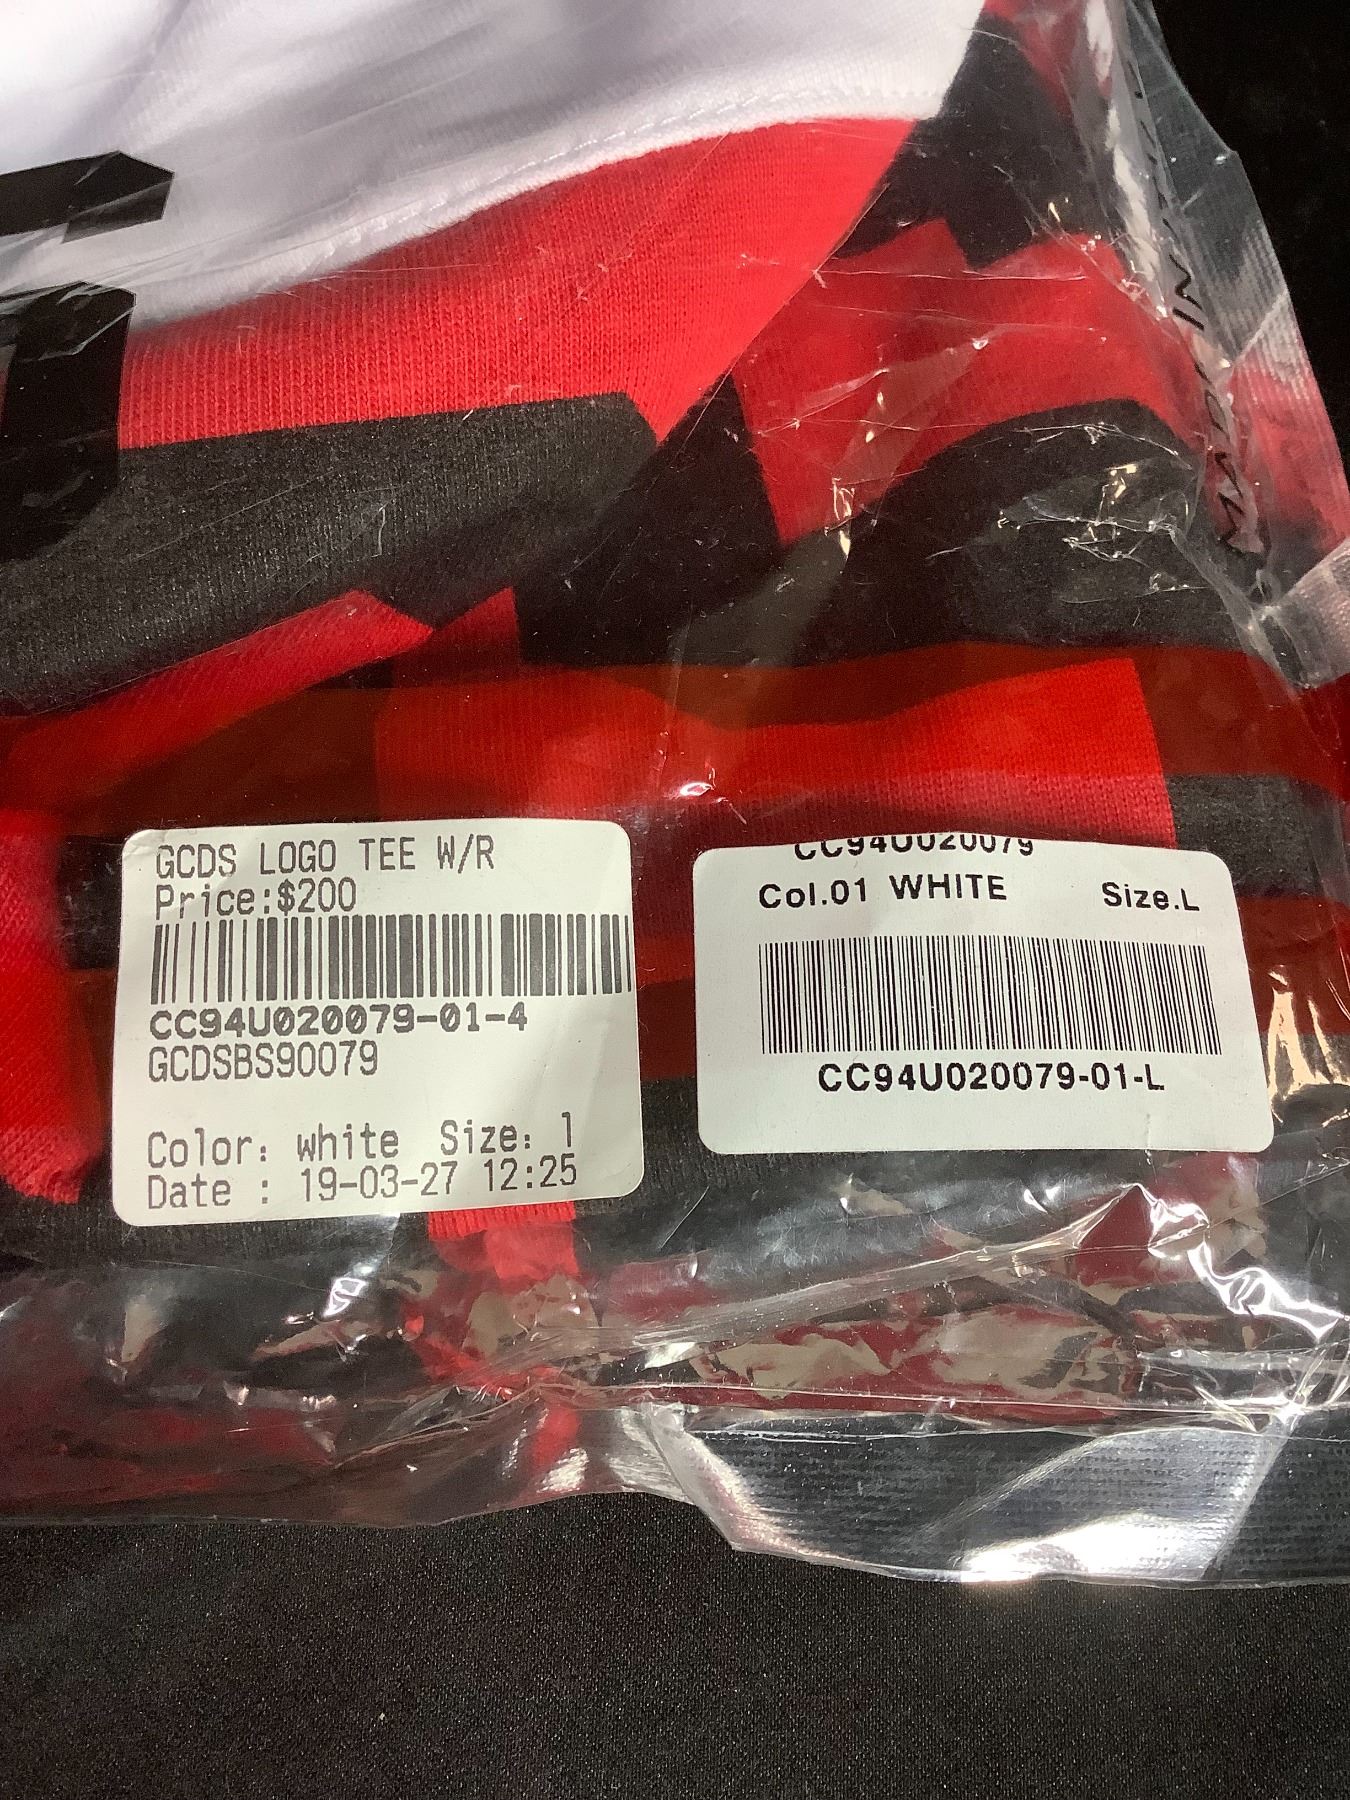 GCDS LOGO TEE W/R
Price:$200
CC94U020079-01-4
GCDSBS90079
Color: white Size: l
Date : 19-03-27 12:25
CC94U020079
Col.01 WHITE Size.L
CC94U020079-01-L